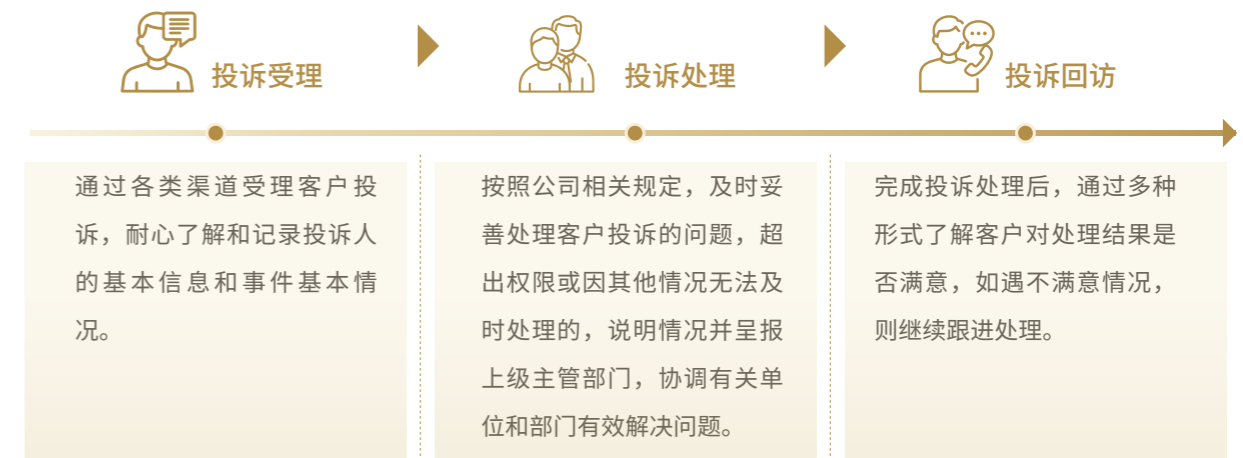 投诉受理
投诉处理
投诉回访
通过各类渠道受理客户投
诉，耐心了解和记录投诉人
的基本信息和事件基本情
况。
按照公司相关规定，及时妥
善处理客户投诉的问题，超
出权限或因其他情况无法及
时处理的，说明情况并呈报
上级主管部门，协调有关单
位和部门有效解决问题。
完成投诉处理后，通过多种
形式了解客户对处理结果是
否满意，如遇不满意情况，
则继续跟进处理。